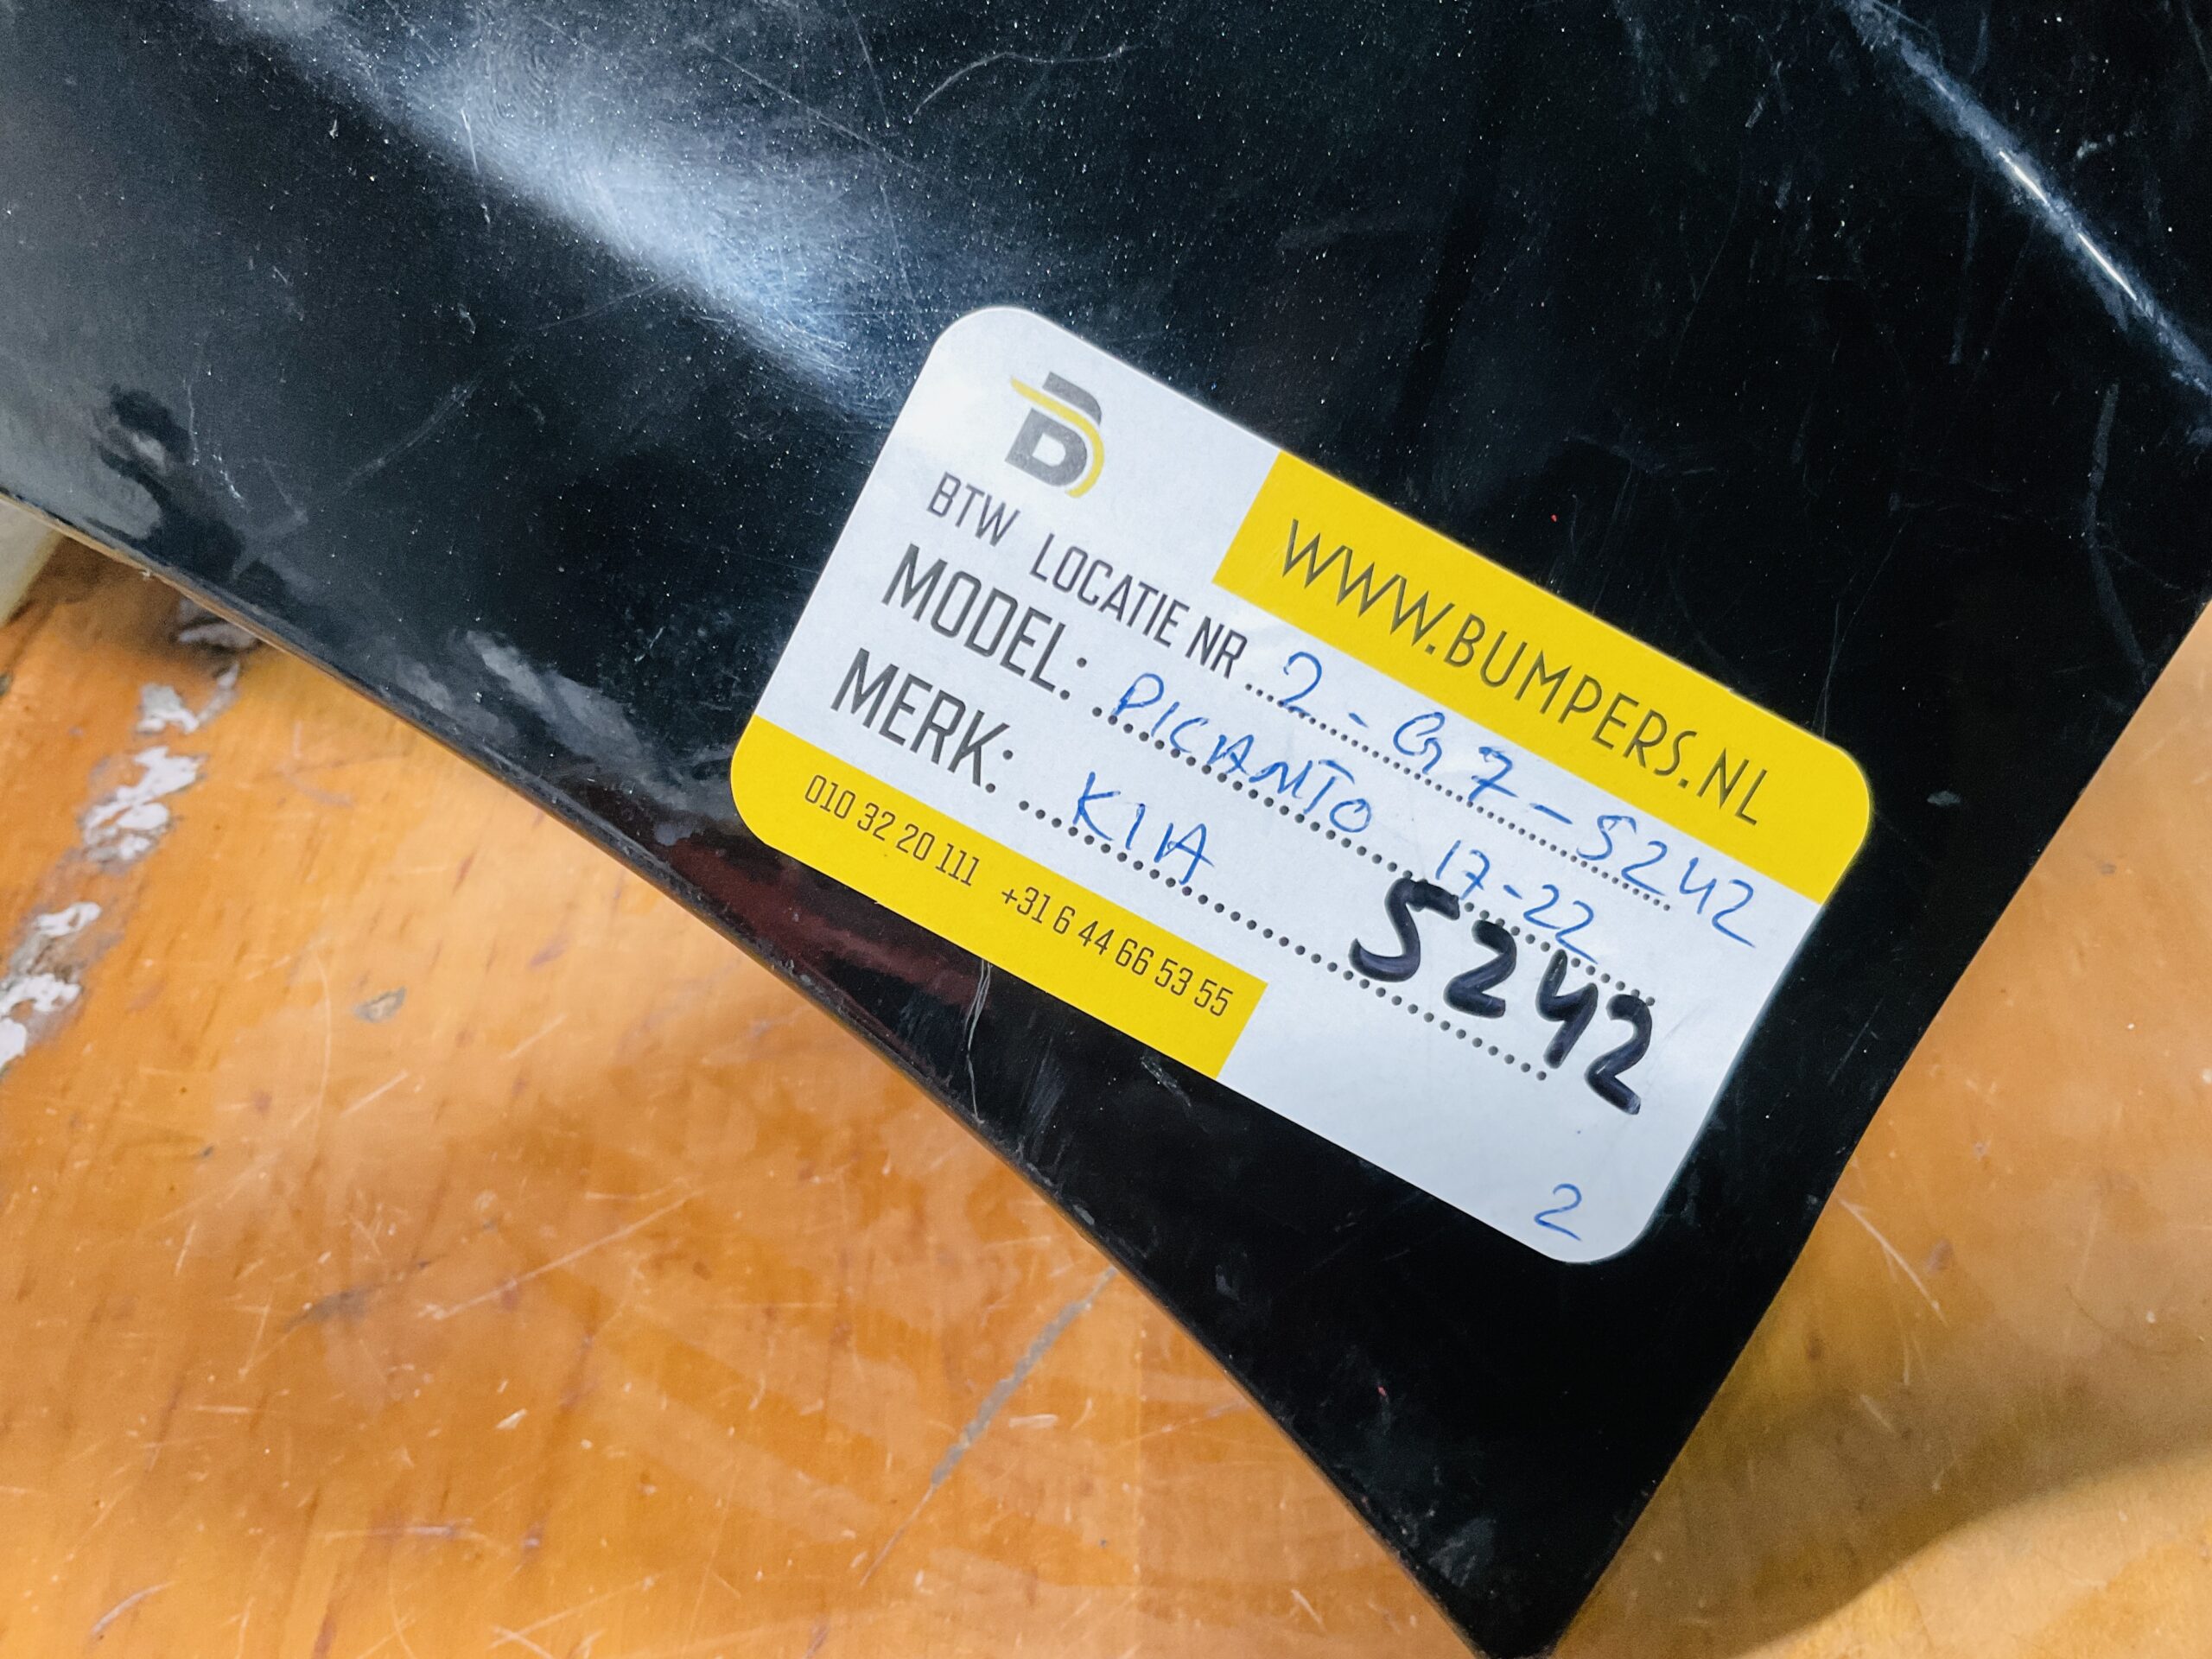 B
WWW.BUMPERS.NL
BTW LOCATIE NR 2-G7-S242
MODEL: PICANTO 17-22
MERK: KIA S242
010 32 20 111 +31 6 44 66 53 55
2